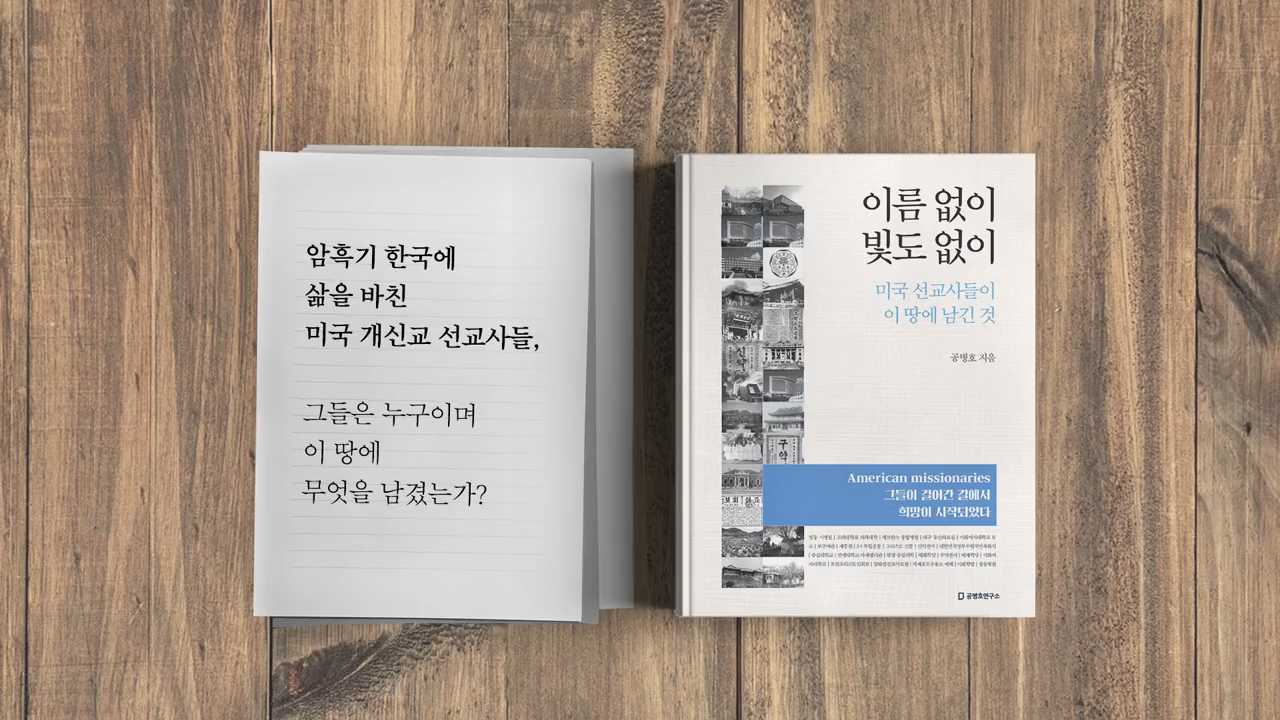 암흑기 한국에
삶을 바친
미국 개신교 선교사들,
그들은 누구이며
이 땅에
무엇을 남겼는가?
이름 없이
빛도 없이
미국 선교사들이
이 땅에 남긴 것
공병호 지음
구약
American missionaries
그들이 걸어간 길에서
희망이 시작되었다
공병호연구소